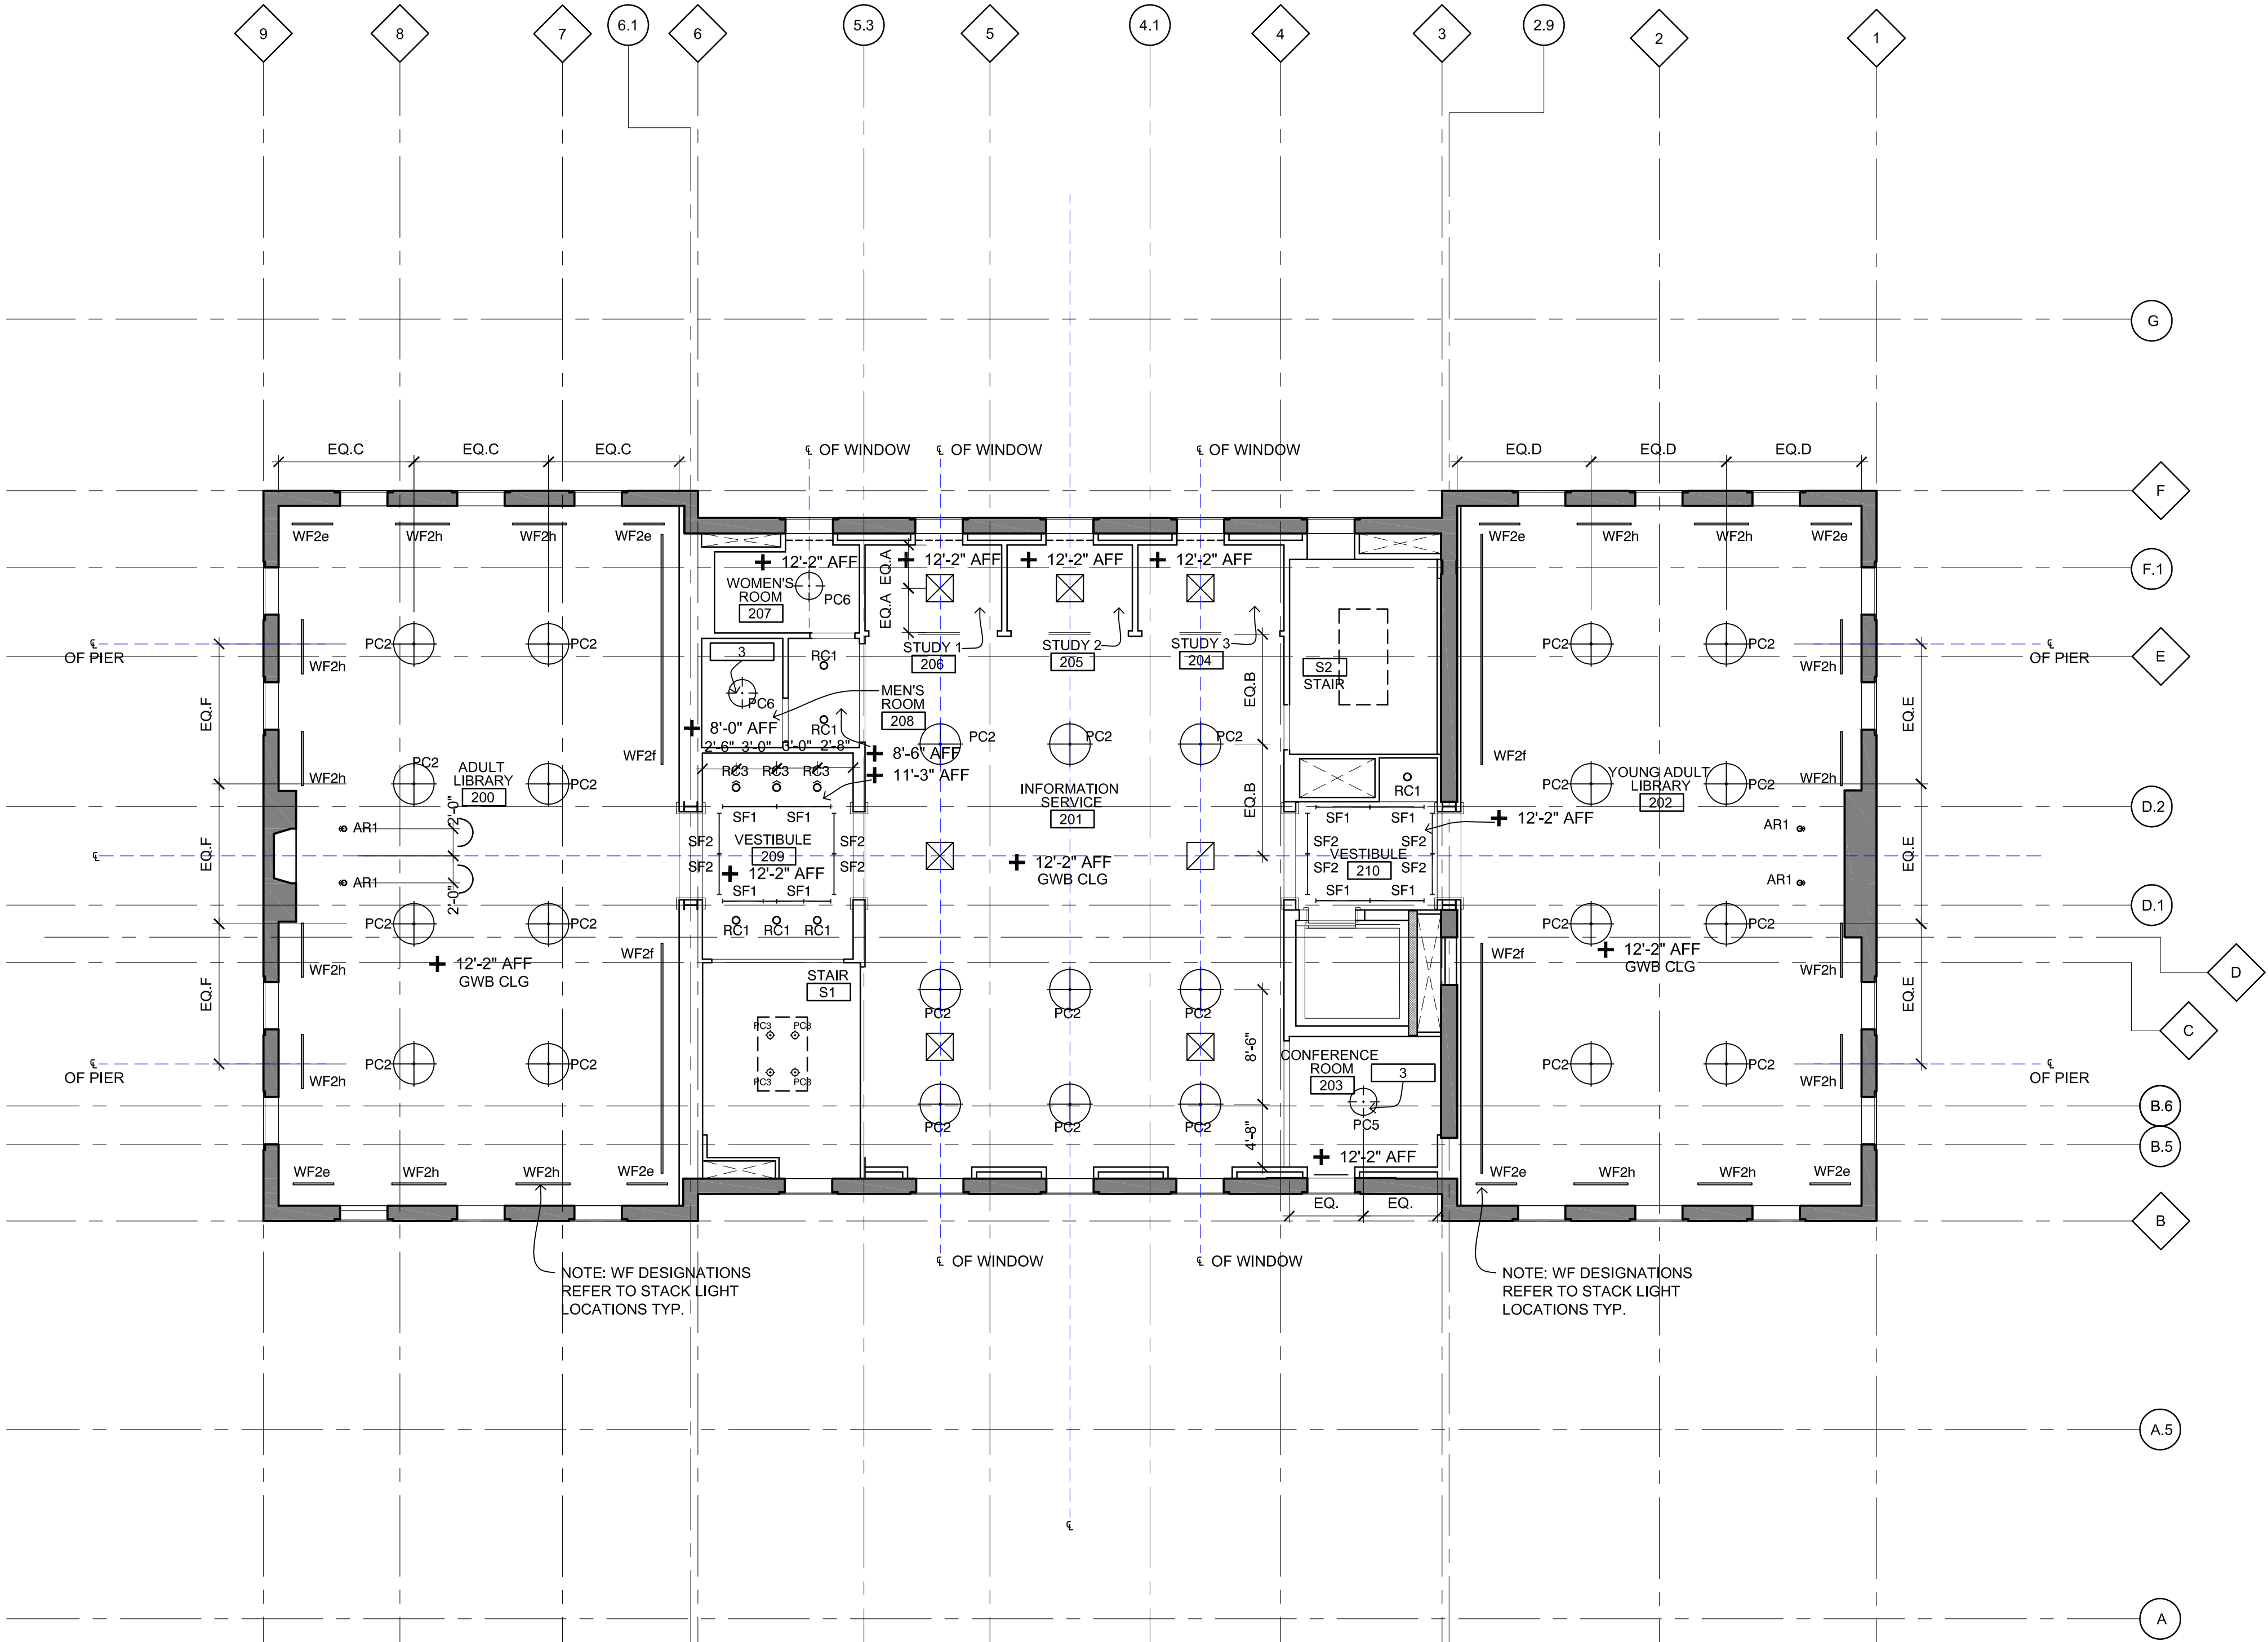 9
8
7
6.1
6
5.3
5
4.1
4
3
2.9
2
1
G
EQ.C
EQ.C
EQ.C
℄ OF WINDOW
℄ OF WINDOW
℄ OF WINDOW
EQ.D
EQ.D
EQ.D
F
WF2e
WF2h
WF2h
WF2e
WF2e
WF2h
WF2h
WF2e
12'-2" AFF
12'-2" AFF
12'-2" AFF
12'-2" AFF
EQ.A
EQ.A
F.1
WOMEN'S
ROOM
207
PC6
℄
OF PIER
WF2h
PC2
PC2
3
RC1
STUDY 1
206
STUDY 2
205
STUDY 3
204
S2
STAIR
PC2
PC2
WF2h
℄
OF PIER
E
PC6
MEN'S
ROOM
208
8'-0" AFF
RC1
EQ.F
EQ.B
EQ.E
EQ.E
PC2
PC2
PC2
2'-6"
3'-0"
3'-0"
2'-8"
8'-6" AFF
11'-3" AFF
WF2h
PC2
ADULT
LIBRARY
200
PC2
WF2f
RC3
RC3
RC3
INFORMATION
SERVICE
201
EQ.B
RC1
WF2f
PC2
YOUNG ADULT
LIBRARY
202
PC2
WF2h
D.2
AR1
2'-0"
SF1
SF1
SF1
SF1
12'-2" AFF
AR1
SF2
VESTIBULE
209
SF2
SF2
VESTIBULE
210
SF2
℄
EQ.F
SF2
SF2
SF2
SF2
EQ.E
12'-2" AFF
12'-2" AFF
GWB CLG
AR1
2'-0"
SF1
SF1
SF1
SF1
AR1
D.1
PC2
PC2
RC1
RC1
RC1
PC2
PC2
WF2h
12'-2" AFF
GWB CLG
WF2f
WF2f
12'-2" AFF
GWB CLG
WF2h
D
STAIR
S1
EQ.F
EQ.E
PC2
PC2
PC2
C
PC3
PC3
PC3
PC3
8'-6"
CONFERENCE
ROOM
203
3
℄
OF PIER
WF2h
PC2
PC2
PC2
PC2
WF2h
℄
OF PIER
PC2
PC2
PC2
PC5
B.6
4'-8"
12'-2" AFF
B.5
WF2e
WF2h
WF2h
WF2e
WF2e
WF2h
WF2h
WF2e
EQ.
EQ.
B
℄ OF WINDOW
℄ OF WINDOW
NOTE: WF DESIGNATIONS
REFER TO STACK LIGHT
LOCATIONS TYP.
NOTE: WF DESIGNATIONS
REFER TO STACK LIGHT
LOCATIONS TYP.
A.5
℄
A